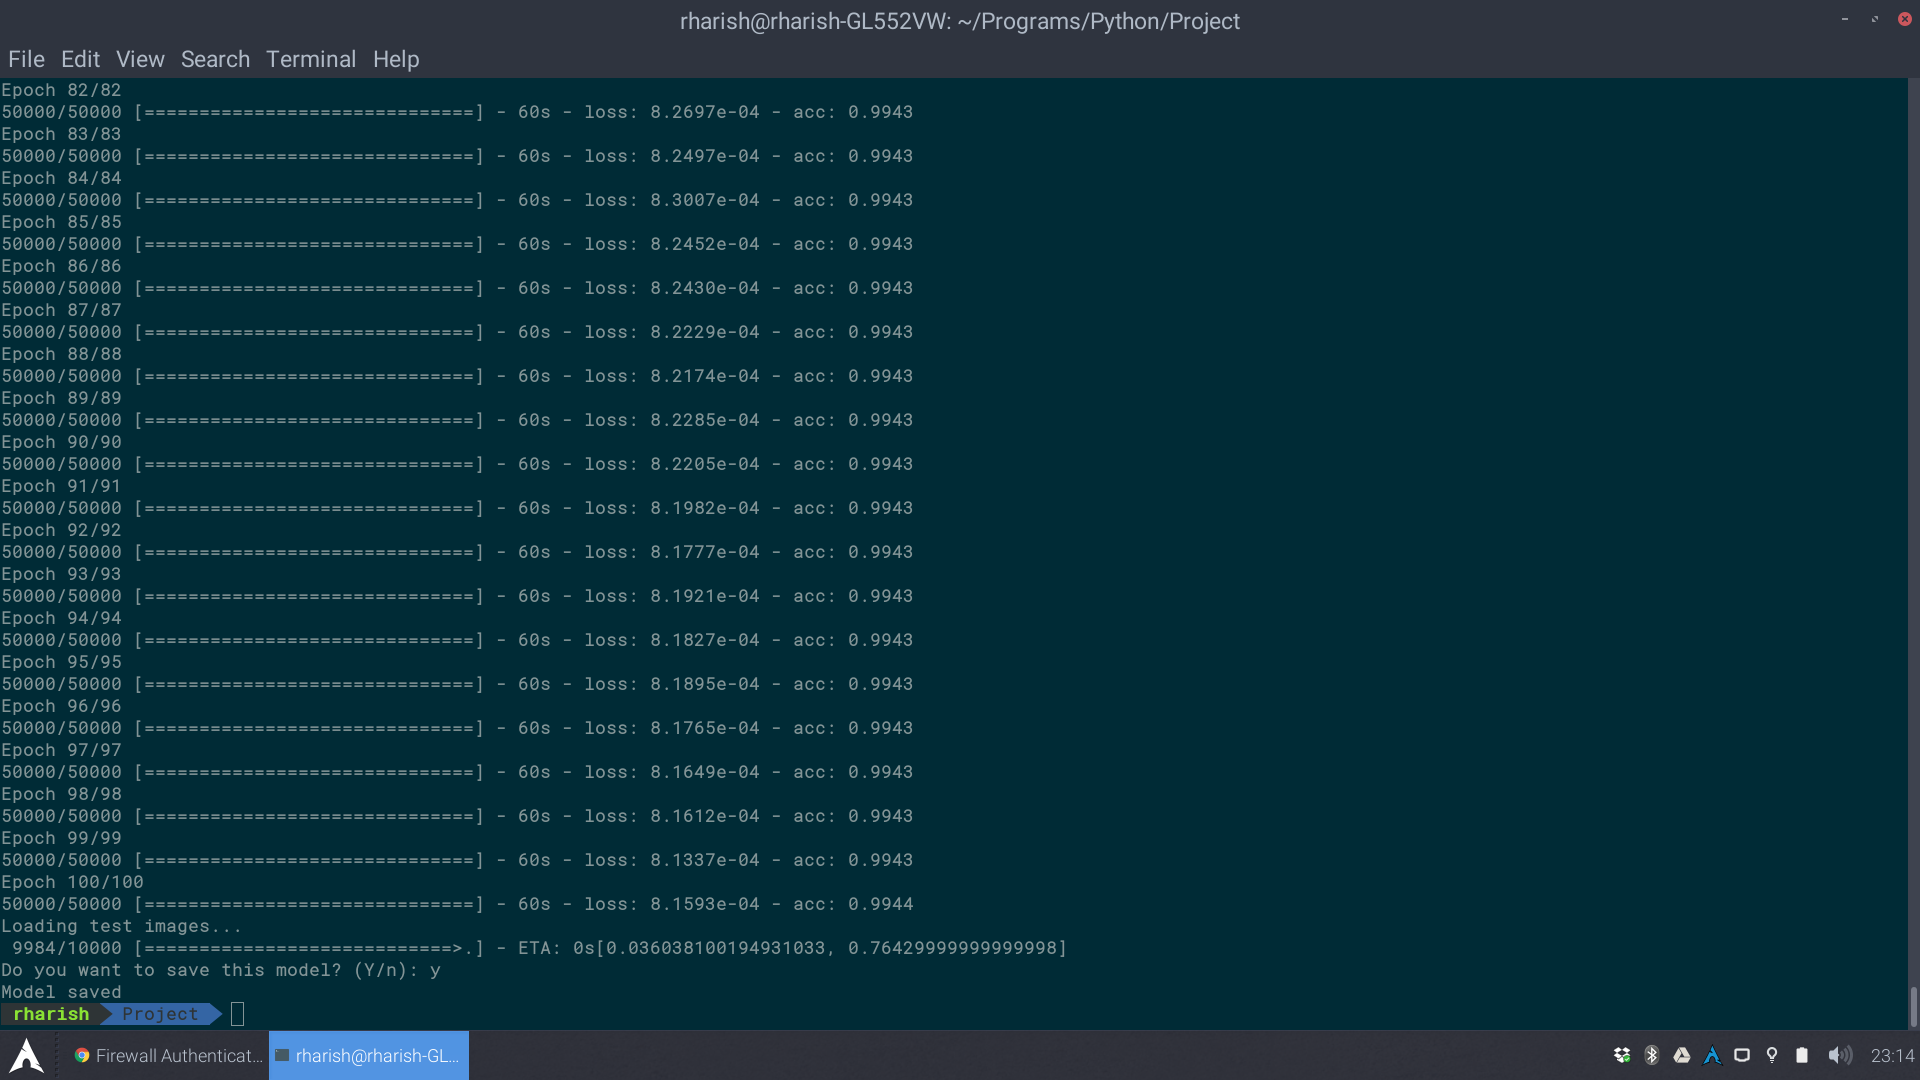 rharish@rharish-GL552VW: ~/Programs/Python/Project
File Edit View Search Terminal Help
Epoch 82/82
50000/50000 [==============================] - 60s - loss: 8.2697e-04 - acc: 0.9943
Epoch 83/83
50000/50000 [==============================] - 60s - loss: 8.2497e-04 - acc: 0.9943
Epoch 84/84
50000/50000 [==============================] - 60s - loss: 8.3007e-04 - acc: 0.9943
Epoch 85/85
50000/50000 [==============================] - 60s - loss: 8.2452e-04 - acc: 0.9943
Epoch 86/86
50000/50000 [==============================] - 60s - loss: 8.2430e-04 - acc: 0.9943
Epoch 87/87
50000/50000 [==============================] - 60s - loss: 8.2229e-04 - acc: 0.9943
Epoch 88/88
50000/50000 [==============================] - 60s - loss: 8.2174e-04 - acc: 0.9943
Epoch 89/89
50000/50000 [==============================] - 60s - loss: 8.2285e-04 - acc: 0.9943
Epoch 90/90
50000/50000 [==============================] - 60s - loss: 8.2205e-04 - acc: 0.9943
Epoch 91/91
50000/50000 [==============================] - 60s - loss: 8.1982e-04 - acc: 0.9943
Epoch 92/92
50000/50000 [==============================] - 60s - loss: 8.1777e-04 - acc: 0.9943
Epoch 93/93
50000/50000 [==============================] - 60s - loss: 8.1921e-04 - acc: 0.9943
Epoch 94/94
50000/50000 [==============================] - 60s - loss: 8.1827e-04 - acc: 0.9943
Epoch 95/95
50000/50000 [==============================] - 60s - loss: 8.1895e-04 - acc: 0.9943
Epoch 96/96
50000/50000 [==============================] - 60s - loss: 8.1765e-04 - acc: 0.9943
Epoch 97/97
50000/50000 [==============================] - 60s - loss: 8.1649e-04 - acc: 0.9943
Epoch 98/98
50000/50000 [==============================] - 60s - loss: 8.1612e-04 - acc: 0.9943
Epoch 99/99
50000/50000 [==============================] - 60s - loss: 8.1337e-04 - acc: 0.9943
Epoch 100/100
50000/50000 [==============================] - 60s - loss: 8.1593e-04 - acc: 0.9944
Loading test images...
9984/10000 [============================>.] - ETA: 0s[0.036038100194931033, 0.76429999999999998]
Do you want to save this model? (Y/n): y
Model saved
rharish Project
Firewall Authenticat... rharish@rharish-GL... 23:14